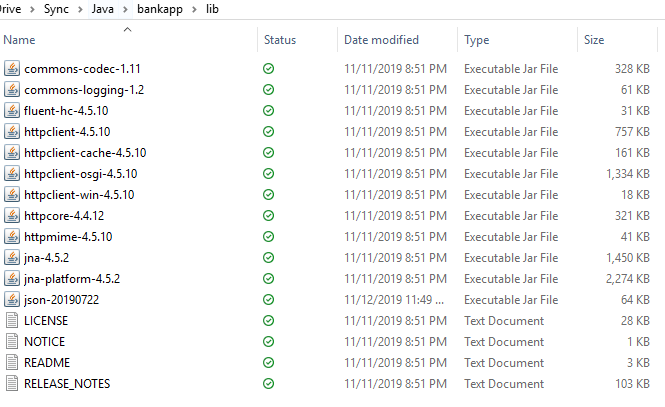 rive > Sync > Java > bankapp > lib
Name Status Date modified Type Size
commons-codec-1.11 11/11/2019 8:51 PM Executable Jar File 328 KB
commons-logging-1.2 11/11/2019 8:51 PM Executable Jar File 61 KB
fluent-hc-4.5.10 11/11/2019 8:51 PM Executable Jar File 31 KB
httpclient-4.5.10 11/11/2019 8:51 PM Executable Jar File 757 KB
httpclient-cache-4.5.10 11/11/2019 8:51 PM Executable Jar File 161 KB
httpclient-osgi-4.5.10 11/11/2019 8:51 PM Executable Jar File 1,334 KB
httpclient-win-4.5.10 11/11/2019 8:51 PM Executable Jar File 18 KB
httpcore-4.4.12 11/11/2019 8:51 PM Executable Jar File 321 KB
httpmime-4.5.10 11/11/2019 8:51 PM Executable Jar File 41 KB
jna-4.5.2 11/11/2019 8:51 PM Executable Jar File 1,450 KB
jna-platform-4.5.2 11/11/2019 8:51 PM Executable Jar File 2,274 KB
json-20190722 11/12/2019 11:49 ... Executable Jar File 64 KB
LICENSE 11/11/2019 8:51 PM Text Document 28 KB
NOTICE 11/11/2019 8:51 PM Text Document 1 KB
README 11/11/2019 8:51 PM Text Document 3 KB
RELEASE_NOTES 11/11/2019 8:51 PM Text Document 103 KB